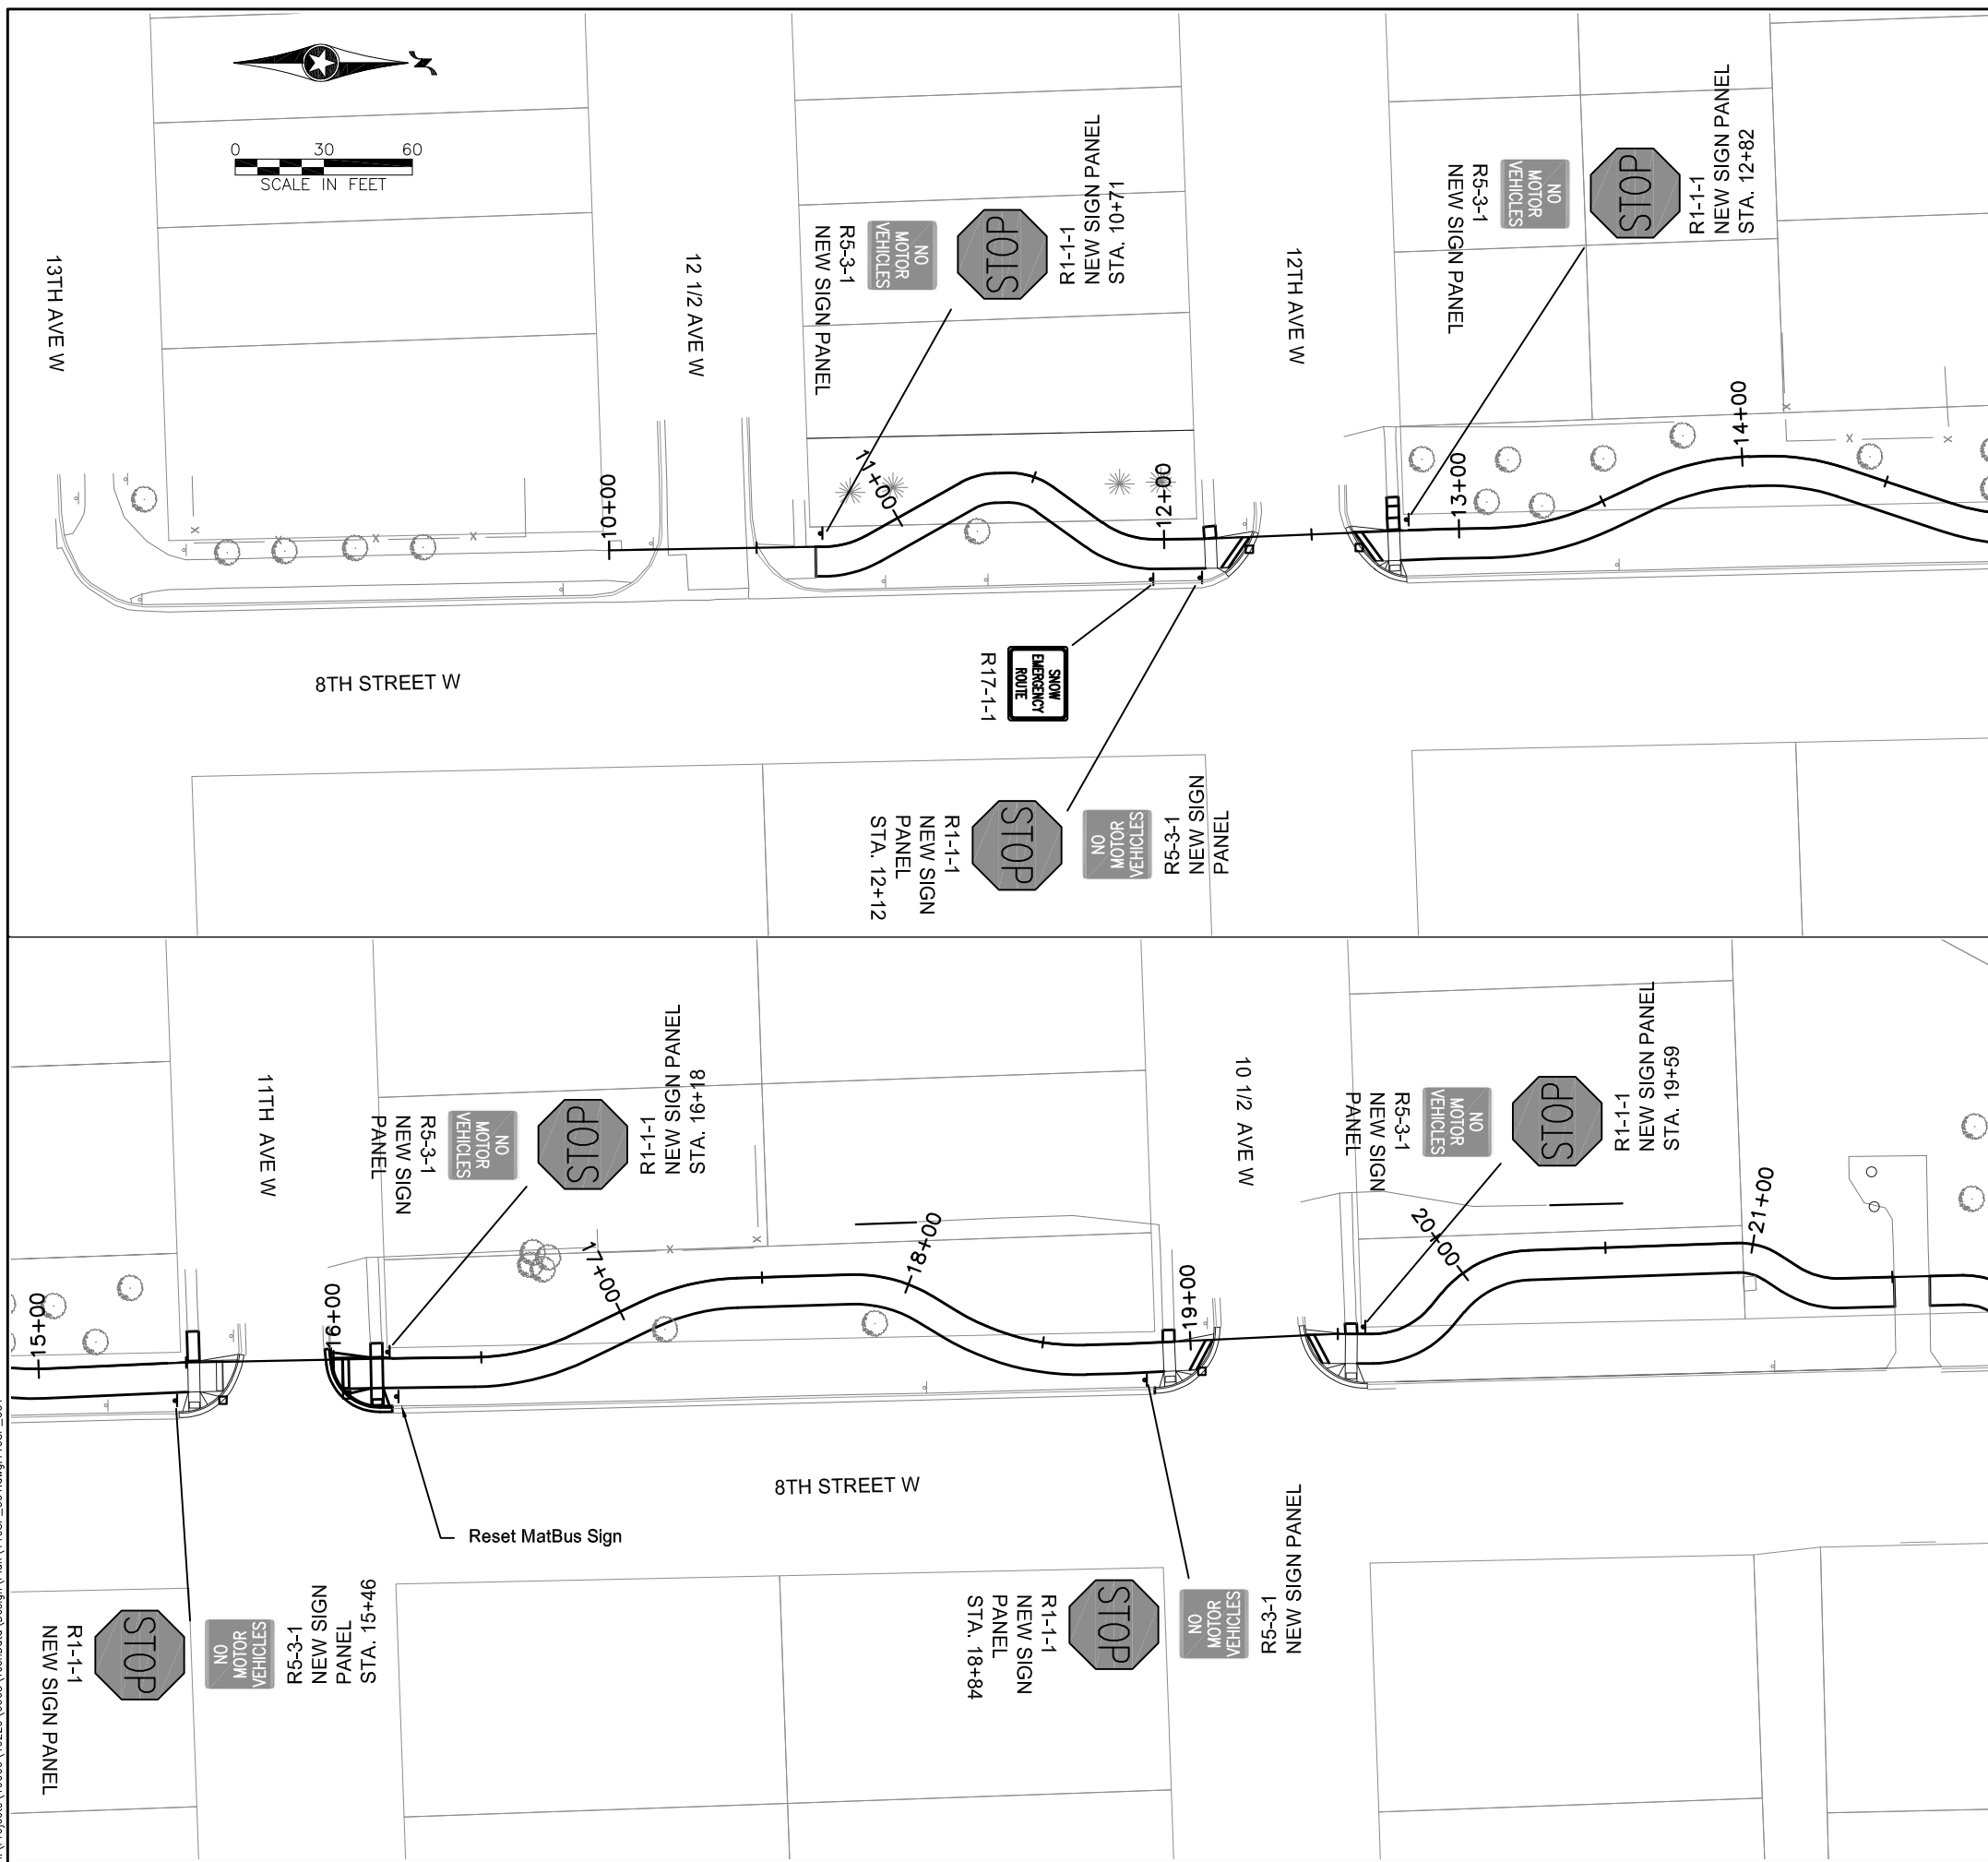 N
0 30 60
SCALE IN FEET
13TH AVE W
12 1/2 AVE W
12TH AVE W
8TH STREET W
10+00
11+00
12+00
13+00
14+00
R5-3-1
NEW SIGN PANEL
NO
MOTOR
VEHICLES
STOP
R1-1-1
NEW SIGN PANEL
STA. 10+71
R5-3-1
NEW SIGN PANEL
NO
MOTOR
VEHICLES
STOP
R1-1-1
NEW SIGN PANEL
STA. 12+82
SNOW
EMERGENCY
ROUTE
R17-1-1
STOP
R1-1-1
NEW SIGN
PANEL
STA. 12+12
NO
MOTOR
VEHICLES
R5-3-1
NEW SIGN
PANEL
11TH AVE W
10 1/2 AVE W
8TH STREET W
15+00
16+00
17+00
18+00
19+00
20+00
21+00
R5-3-1
NEW SIGN
PANEL
NO
MOTOR
VEHICLES
STOP
R1-1-1
NEW SIGN PANEL
STA. 16+18
R5-3-1
NEW SIGN
PANEL
NO
MOTOR
VEHICLES
STOP
R1-1-1
NEW SIGN PANEL
STA. 19+59
Reset MatBus Sign
R1-1-1
NEW SIGN PANEL
STOP
NO
MOTOR
VEHICLES
R5-3-1
NEW SIGN
PANEL
STA. 15+46
R1-1-1
NEW SIGN
PANEL
STA. 18+84
STOP
NO
MOTOR
VEHICLES
R5-3-1
NEW SIGN PANEL